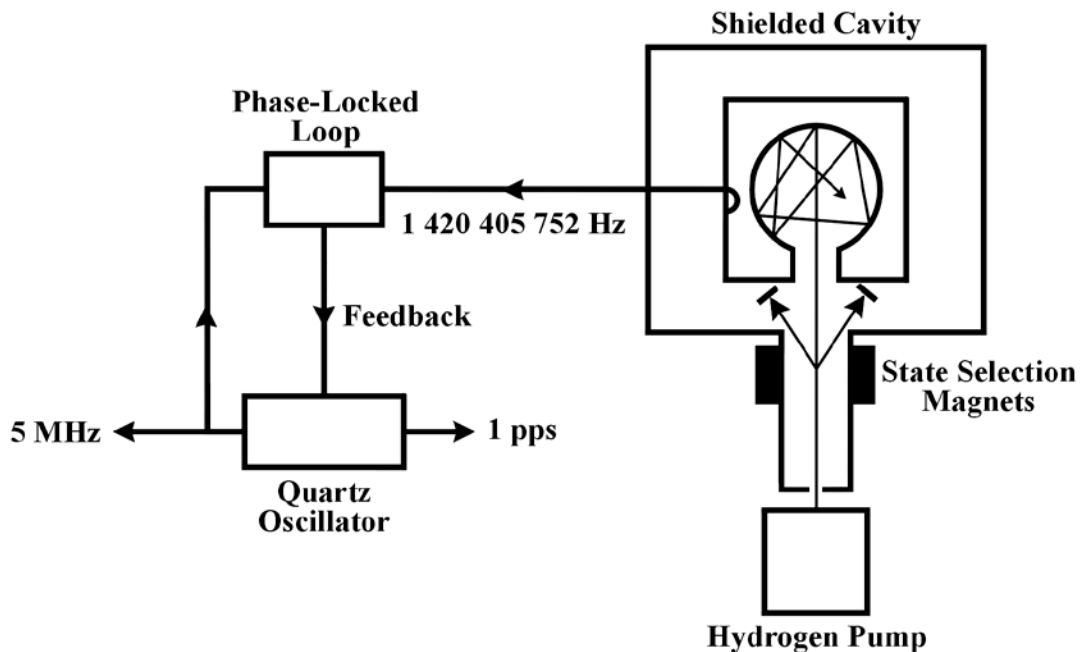 Shielded Cavity
Phase-Locked
Loop
1 420 405 752 Hz
Feedback
State Selection
Magnets
5 MHz
1 pps
Quartz
Oscillator
Hydrogen Pump